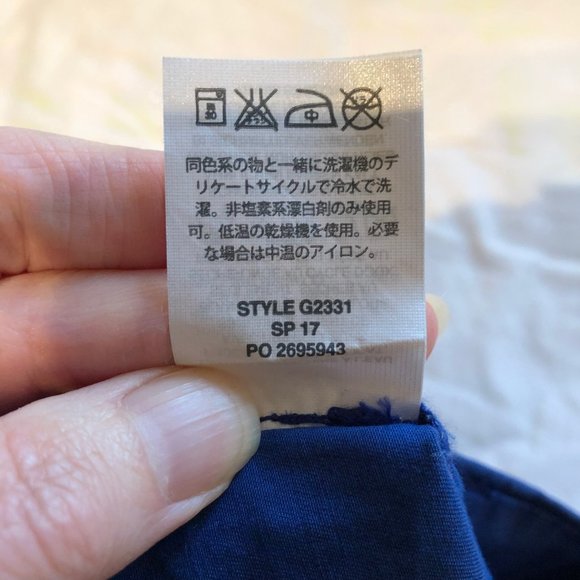 弱
30
中
同色系の物と一緒に洗濯機のデ
リケートサイクルで冷水で洗
濯。非塩素系漂白剤のみ使用
可。低温の乾燥機を使用。必要
な場合は中温のアイロン。
STYLE G2331
SP 17
PO 2695943